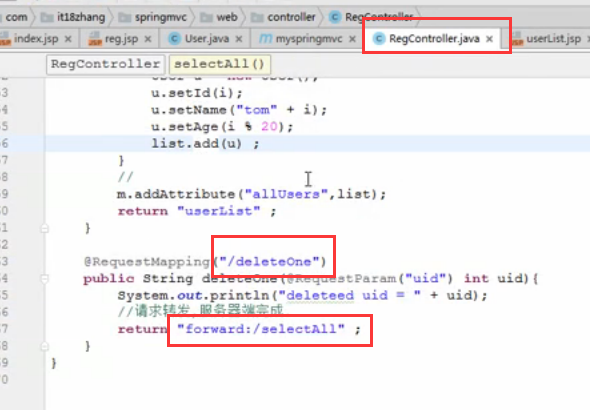 com it18zhang springmvc web controller RegController
index.jsp × reg.jsp × User.java × myspringmvc × RegController.java × userList.jsp
RegController selectAll()
u.setId(i);
54 u.setName("tom" + i);
55 u.setAge(i % 20);
list.add(u) ;
}
//
m.addAttribute("allUsers",list);
return "userList" ;
}
@RequestMapping("/deleteOne")
public String deleteOne(@RequestParam("uid") int uid){
System.out.println("deleteed uid = " + uid);
//请求转发,服务器端完成
return "forward:/selectAll" ;
}
}